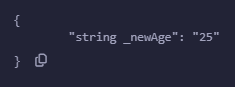 {
"string _newAge": "25"
}